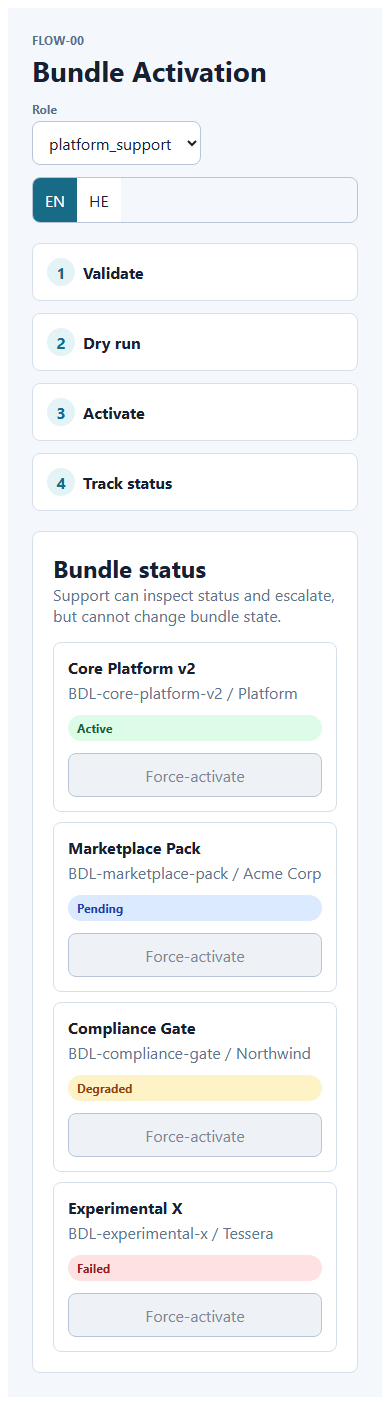 FLOW-00
Bundle Activation
Role
platform_support
EN HE
1 Validate
2 Dry run
3 Activate
4 Track status
Bundle status
Support can inspect status and escalate,
but cannot change bundle state.
Core Platform v2
BDL-core-platform-v2 / Platform
Active
Force-activate
Marketplace Pack
BDL-marketplace-pack / Acme Corp
Pending
Force-activate
Compliance Gate
BDL-compliance-gate / Northwind
Degraded
Force-activate
Experimental X
BDL-experimental-x / Tessera
Failed
Force-activate